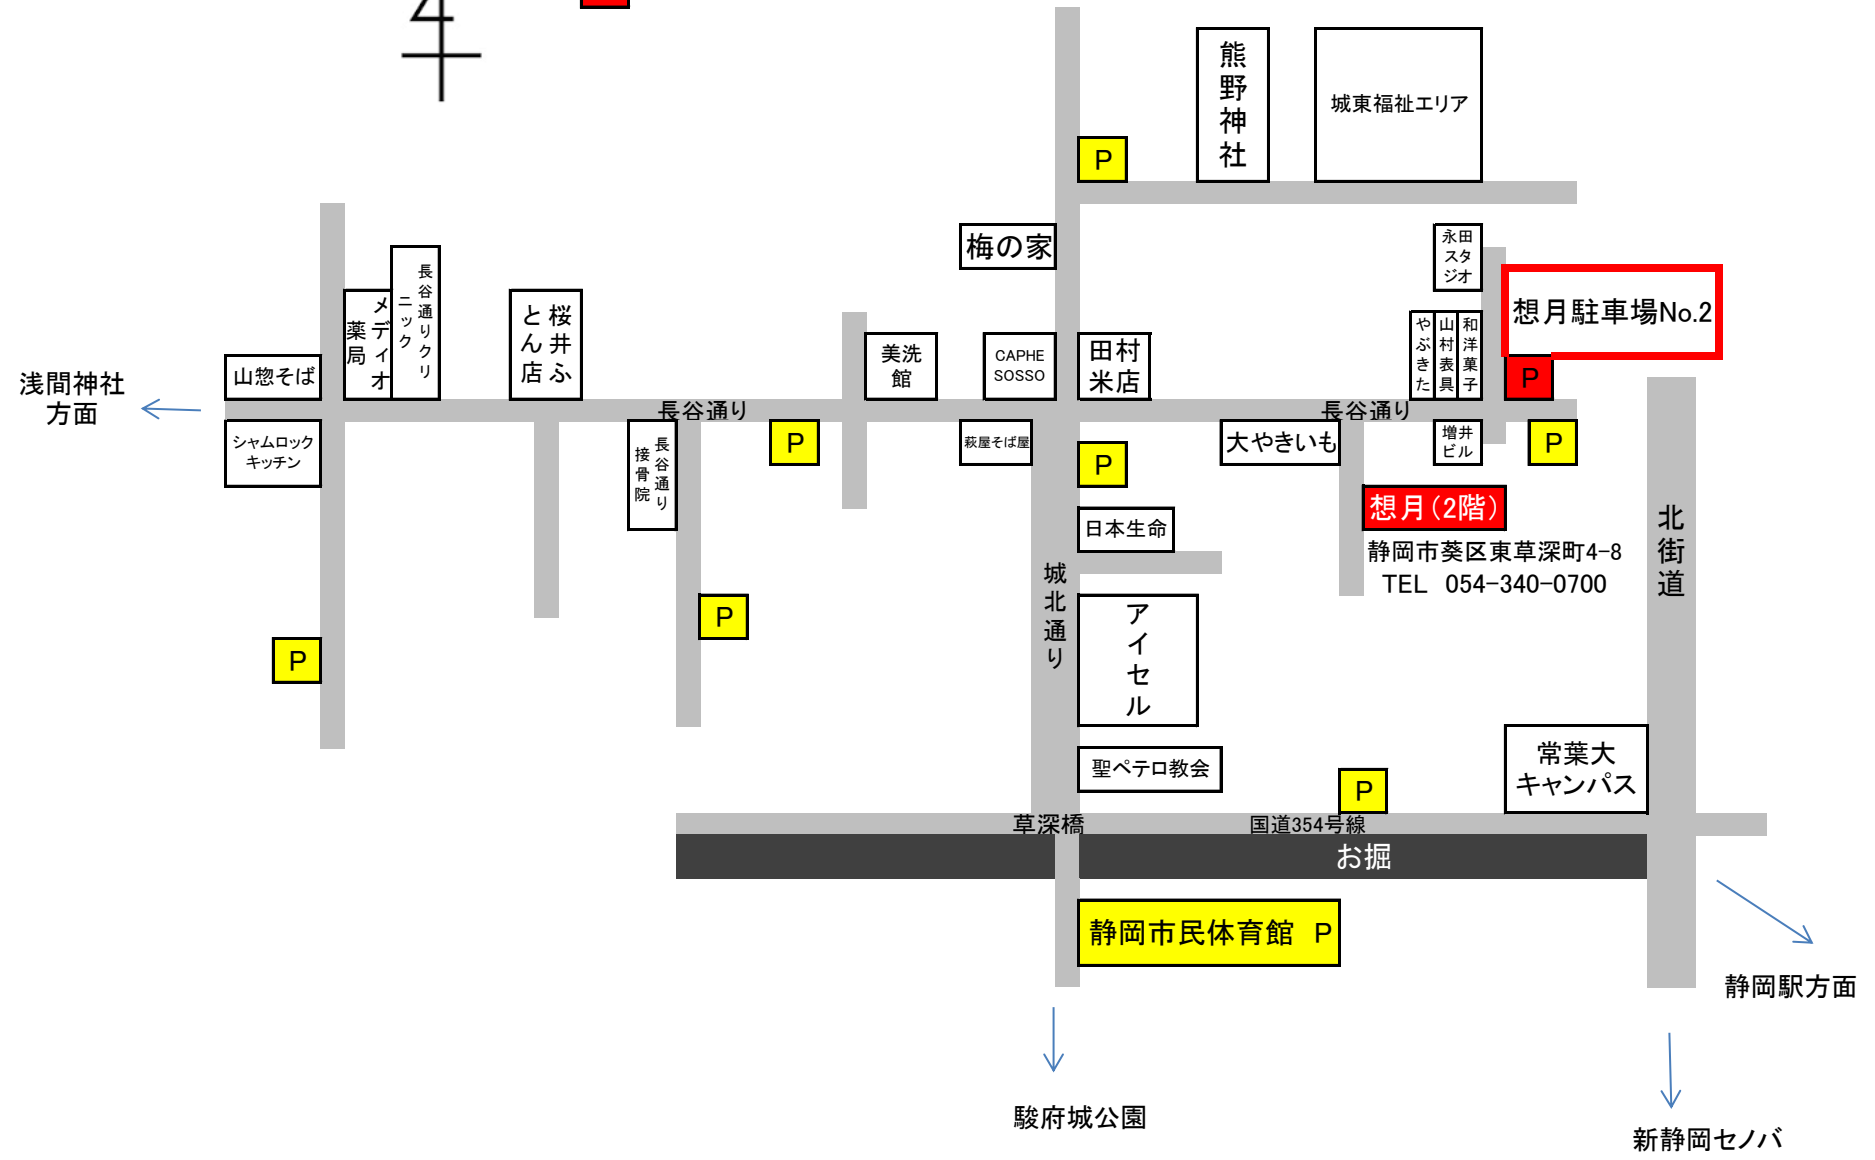 熊野神社
城東福祉エリア
P
梅の家
永田
スタ
ジオ
想月駐車場No.2
長谷通りクリ
ニック
メディオ
薬局
桜井ふ
とん店
美洗
館
CAPHE
SOSSO
田村
米店
やぶきた
山村表具
和洋菓子
P
山惣そば
浅間神社
方面
長谷通り
長谷通り
シャムロック
キッチン
長谷通り
接骨院
P
萩屋そば屋
P
大やきいも
増井
ビル
P
想月（2階）
静岡市葵区東草深町4-8
TEL 054-340-0700
日本生命
北街道
城北通り
アイセル
P
P
聖ペテロ教会
P
常葉大
キャンパス
草深橋
国道354号線
お掘
静岡市民体育館 P
静岡駅方面
駿府城公園
新静岡セノバ